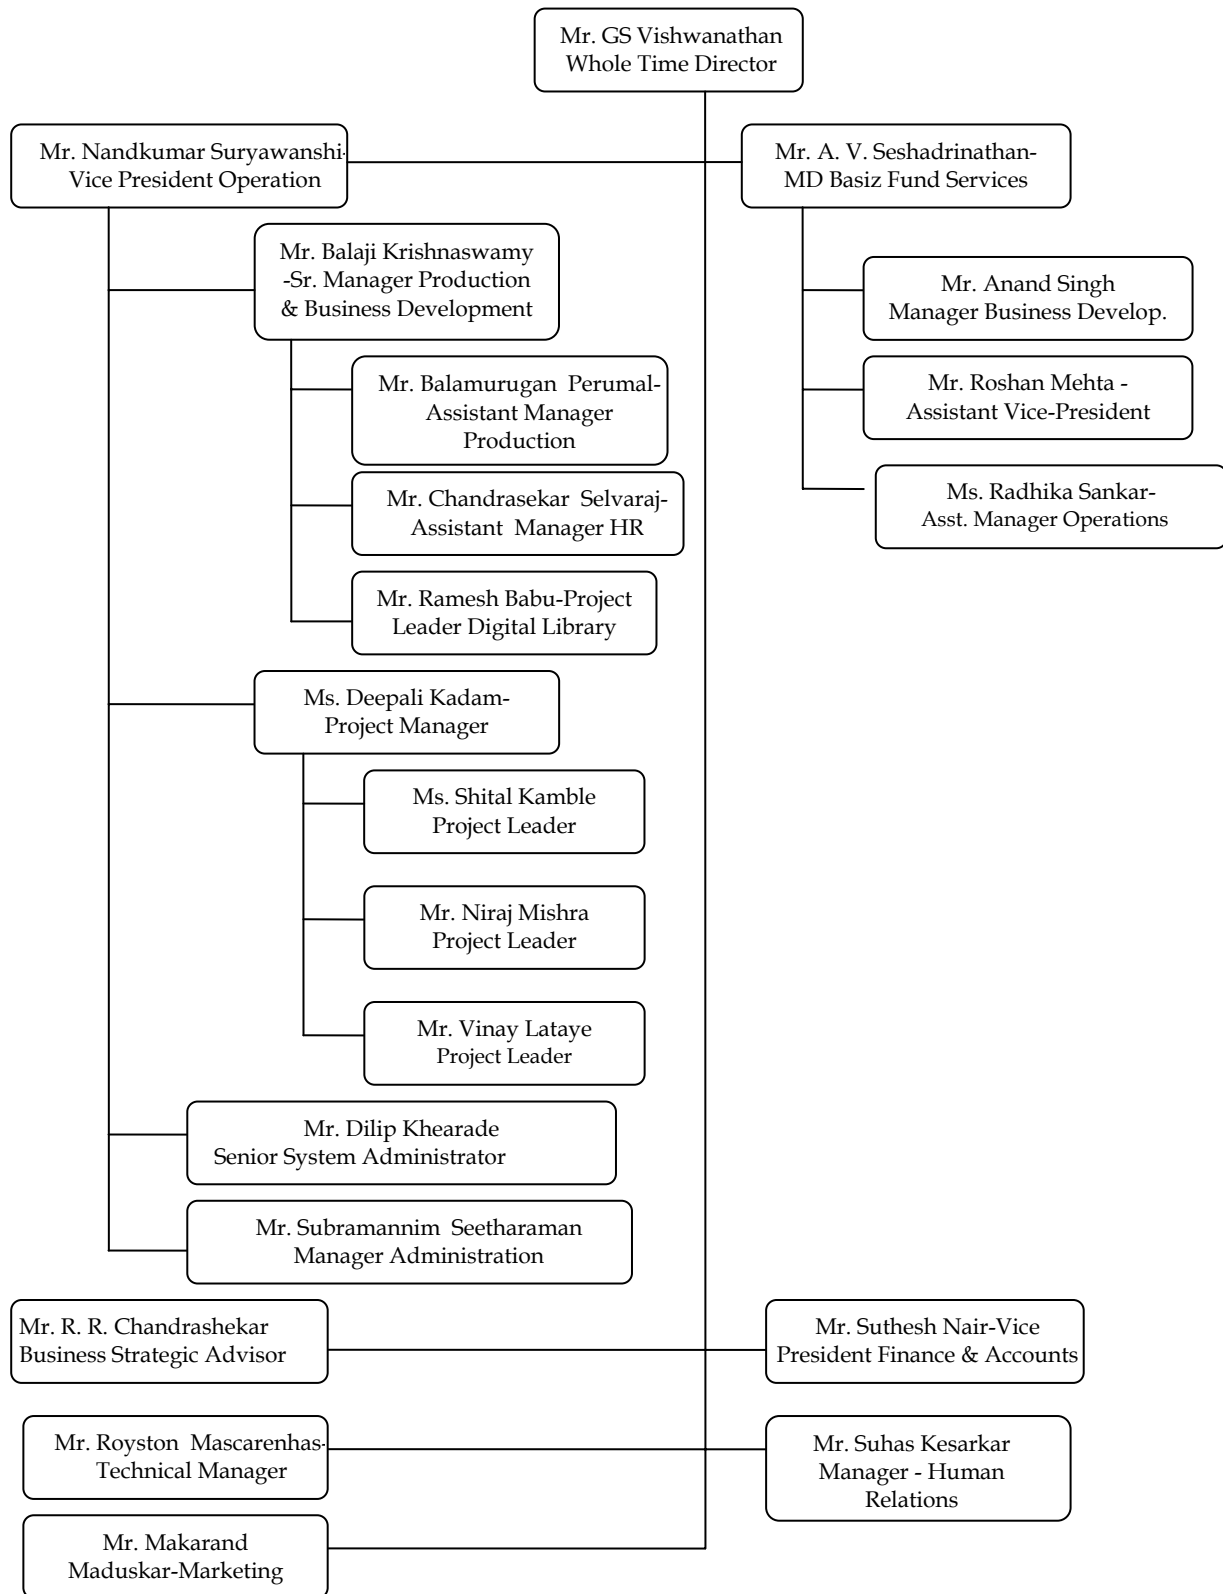 Mr. GS Vishwanathan
Whole Time Director
Mr. Nandkumar Suryawanshi-
Vice President Operation
Mr. A. V. Seshadrinathan-
MD Basiz Fund Services
Mr. Balaji Krishnaswamy
-Sr. Manager Production
& Business Development
Mr. Anand Singh
Manager Business Develop.
Mr. Balamurugan Perumal-
Assistant Manager
Production
Mr. Roshan Mehta -
Assistant Vice-President
Mr. Chandrasekar Selvaraj-
Assistant Manager HR
Ms. Radhika Sankar-
Asst. Manager Operations
Mr. Ramesh Babu-Project
Leader Digital Library
Ms. Deepali Kadam-
Project Manager
Ms. Shital Kamble
Project Leader
Mr. Niraj Mishra
Project Leader
Mr. Vinay Lataye
Project Leader
Mr. Dilip Khearade
Senior System Administrator
Mr. Subramannim Seetharaman
Manager Administration
Mr. R. R. Chandrashekar
Business Strategic Advisor
Mr. Suthesh Nair-Vice
President Finance & Accounts
Mr. Royston Mascarenhas-
Technical Manager
Mr. Suhas Kesarkar
Manager - Human
Relations
Mr. Makarand
Maduskar-Marketing